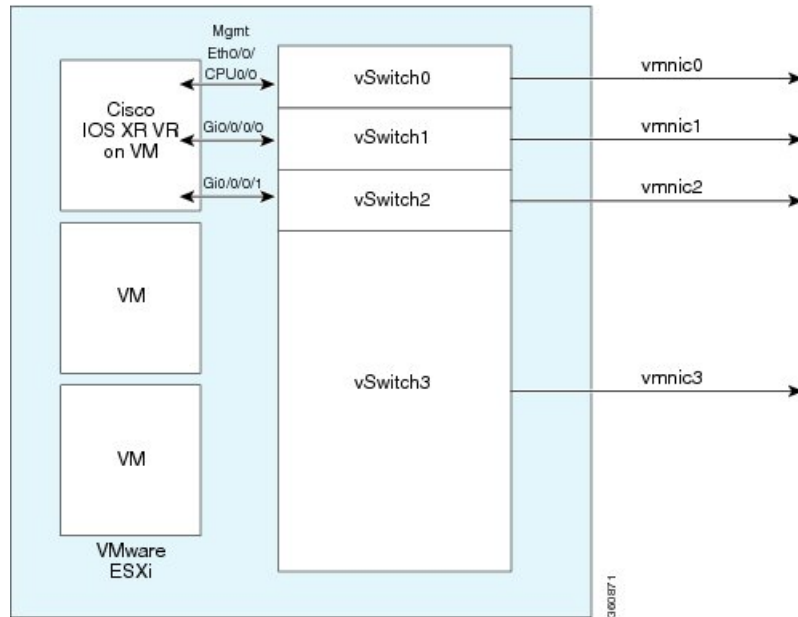 Mgmt
Eth0/0/
CPU0/0
Cisco
IOS XR VR
on VM
Gi0/0/0/0
Gi0/0/0/1
VM
VM
VMware
ESXi
vSwitch0
vSwitch1
vSwitch2
vSwitch3
vmnic0
vmnic1
vmnic2
vmnic3
360871